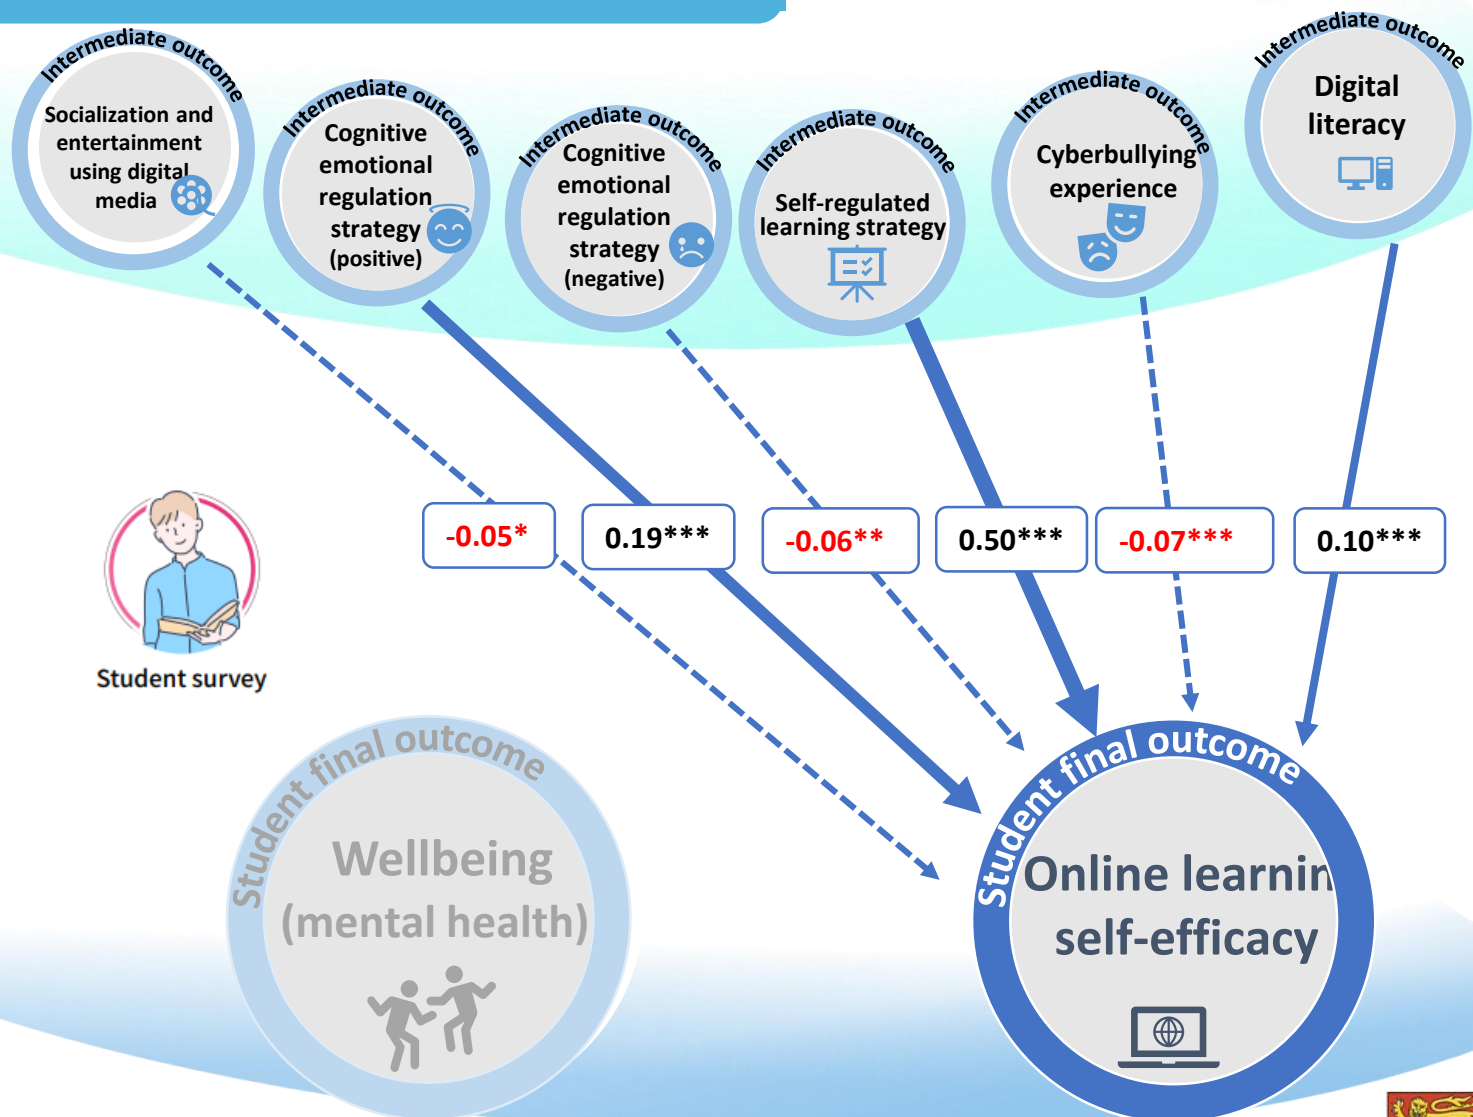 Intermediate outcome
Socialization and
entertainment
using digital
media
Intermediate outcome
Cognitive
emotional
regulation
strategy
(positive)
Intermediate outcome
Cognitive
emotional
regulation
strategy
(negative)
Intermediate outcome
Self-regulated
learning strategy
Intermediate outcome
Cyberbullying
experience
Intermediate outcome
Digital
literacy
-0.05*
0.19***
-0.06**
0.50***
-0.07***
0.10***
Student survey
Student final outcome
Wellbeing
(mental health)
Student final outcome
Online learnin
self-efficacy